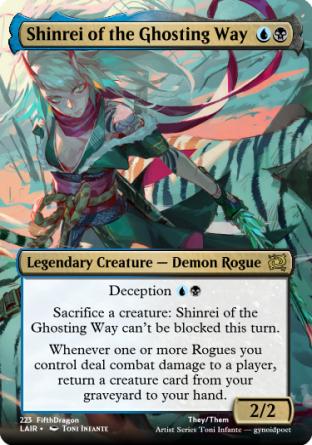 Shinrei of the Ghosting Way
Legendary Creature — Demon Rogue
Deception
Sacrifice a creature: Shinrei of the
Ghosting Way can't be blocked this turn.
Whenever one or more Rogues you
control deal combat damage to a player,
return a creature card from your
graveyard to your hand.
2/2
223 FifthDragon
They/Them
LAIR • Toni Infante
Artist Series Toni Infante — gynoidpoet